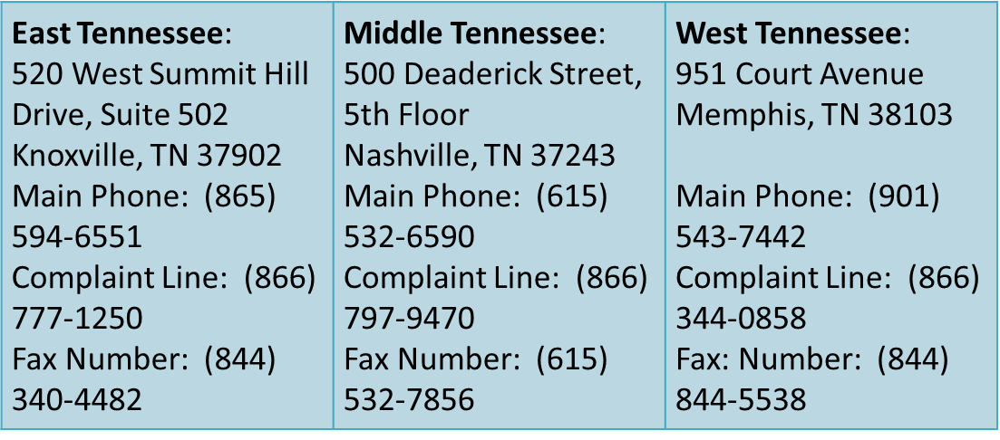 East Tennessee:
520 West Summit Hill
Drive, Suite 502
Knoxville, TN 37902
Main Phone:  (865)
594-6551
Complaint Line:  (866)
777-1250
Fax Number:  (844)
340-4482
Middle Tennessee:
500 Deaderick Street,
5th Floor
Nashville, TN 37243
Main Phone:  (615)
532-6590
Complaint Line:  (866)
797-9470
Fax Number:  (615)
532-7856
West Tennessee:
951 Court Avenue
Memphis, TN 38103
Main Phone:  (901)
543-7442
Complaint Line:  (866)
344-0858
Fax: Number:  (844)
844-5538